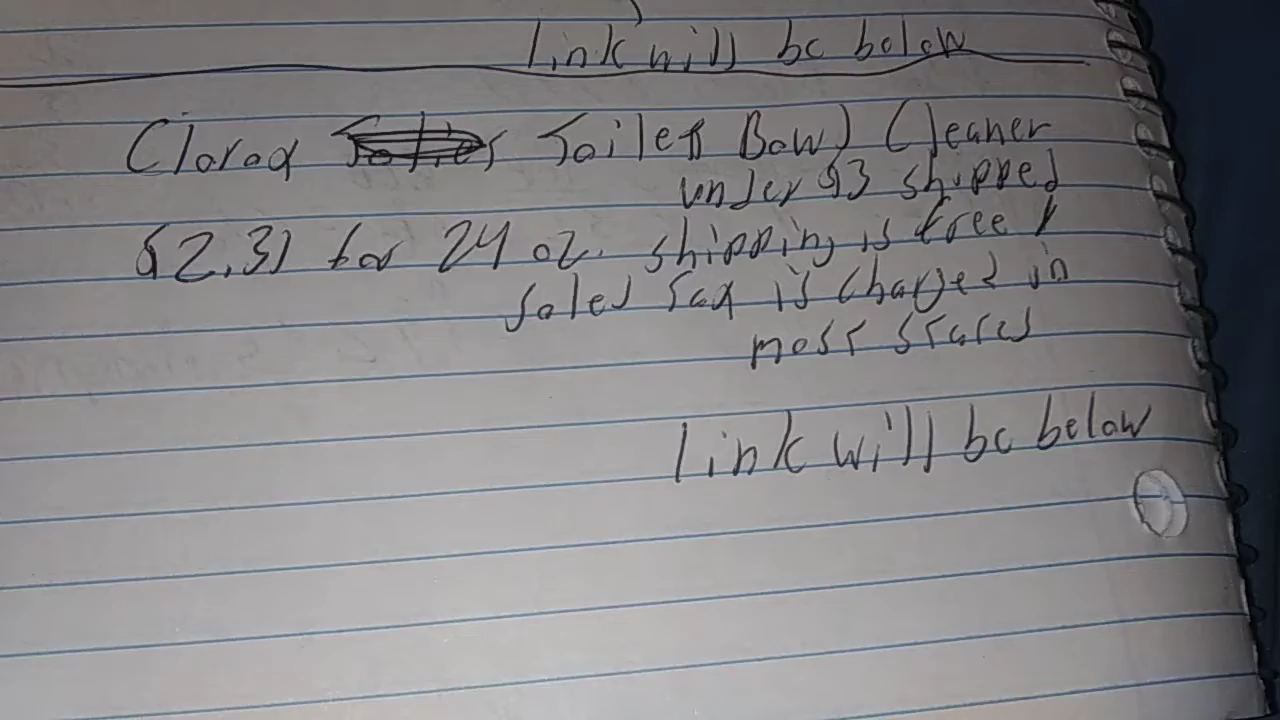 link will be below
Clorox Toilet Bowl Cleaner
under $3 shipped
$2.31 for 24 oz. shipping is free &
sales tax is charged in
most states
link will be below